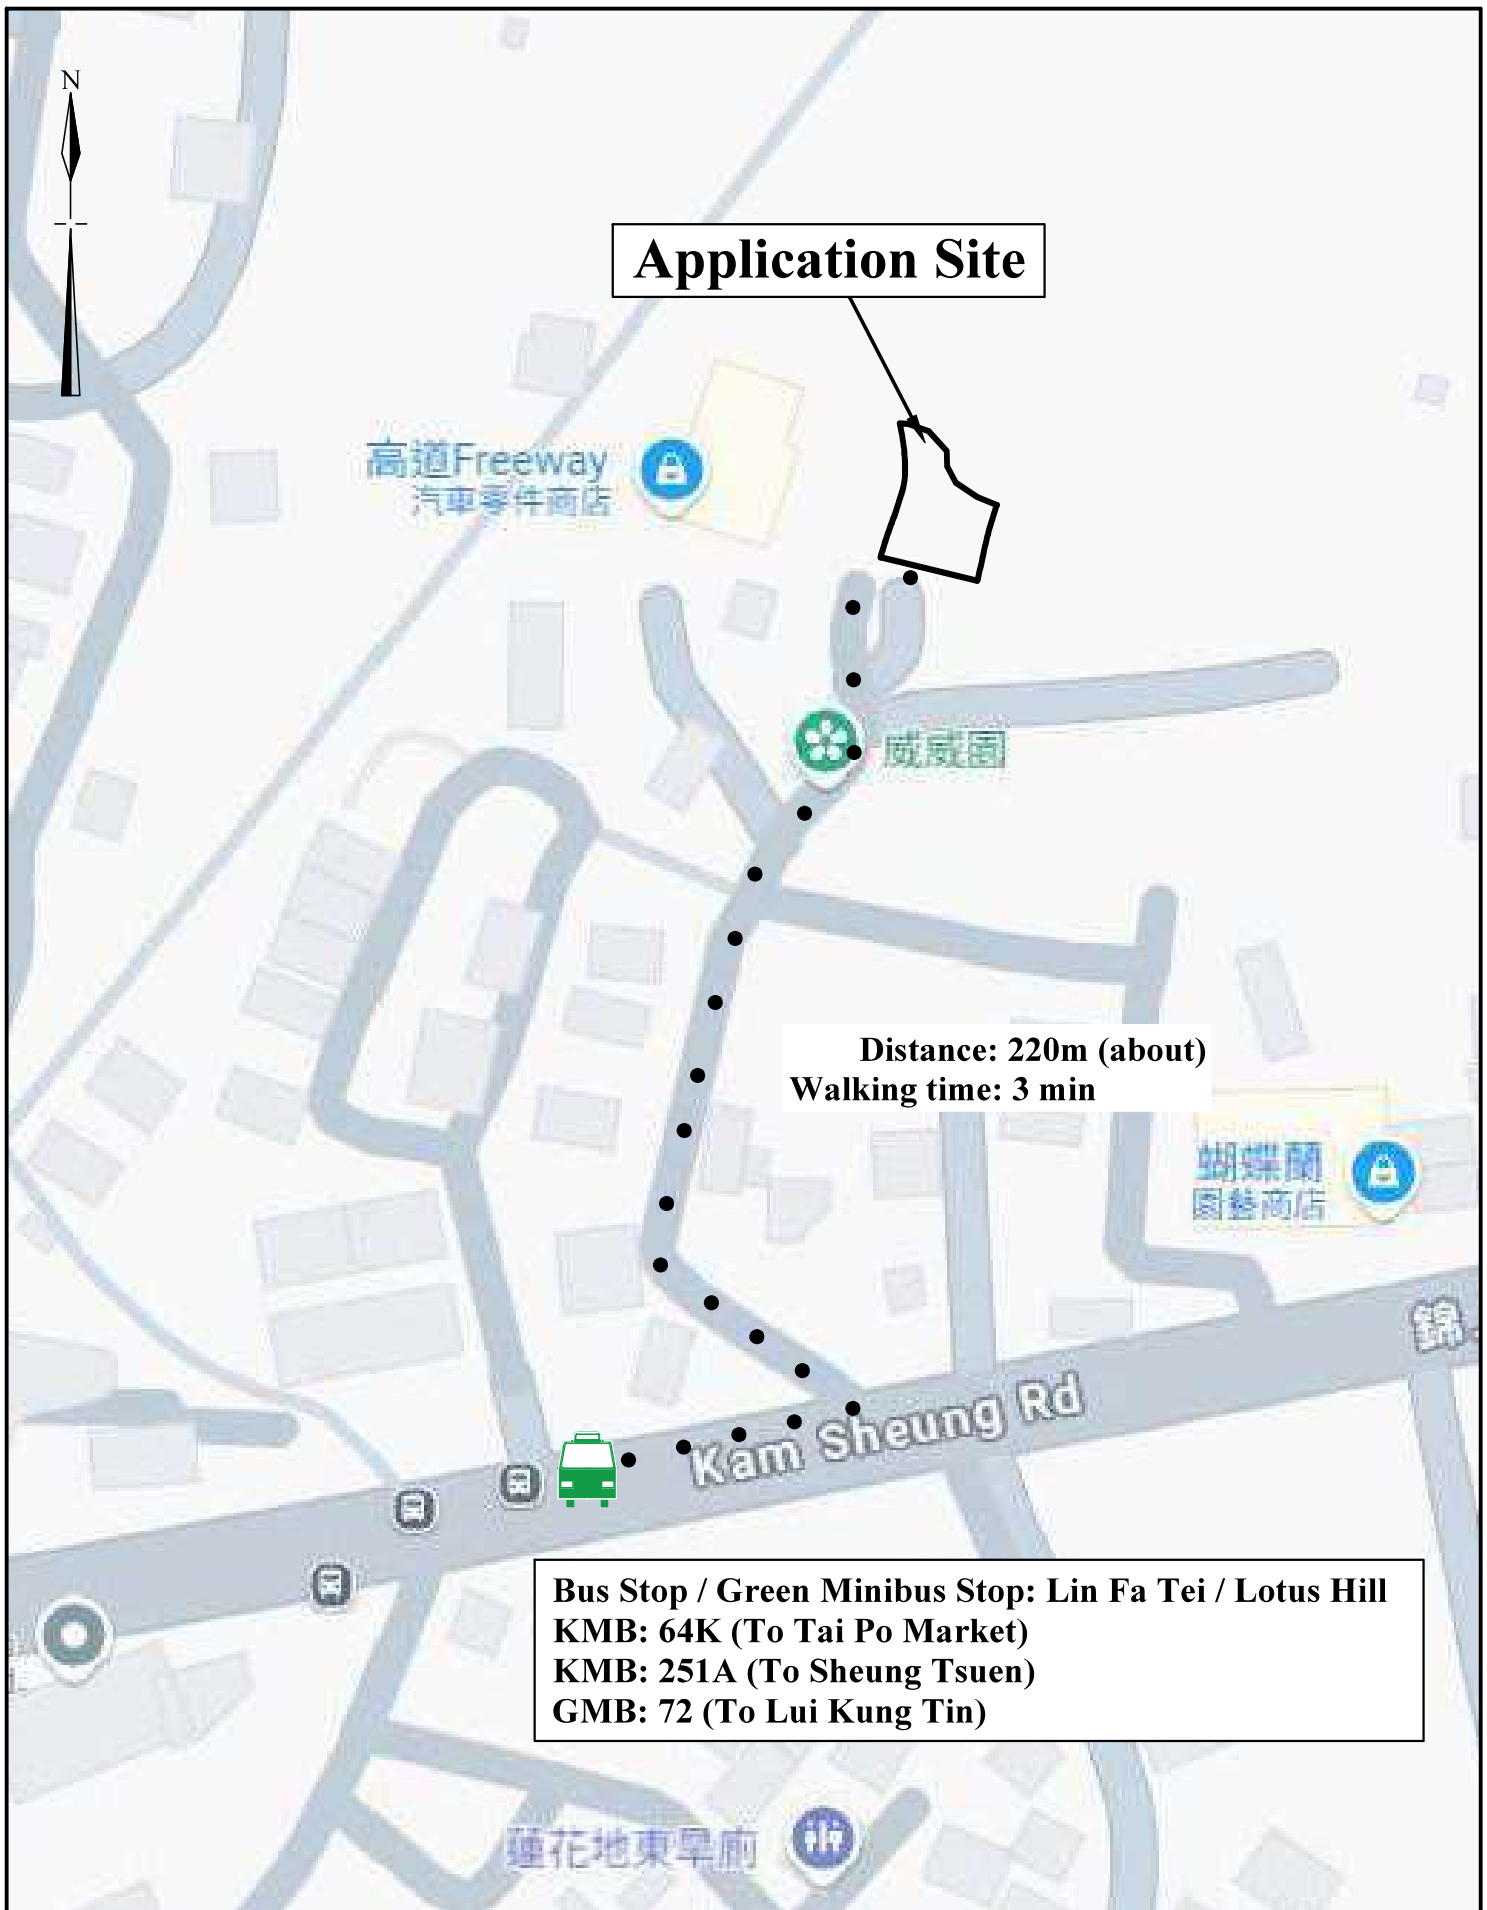 N
Application Site
高道Freeway
汽車零件商店
威威園
Distance: 220m (about)
Walking time: 3 min
蝴蝶蘭
園藝商店
錦
Kam Sheung Rd
Bus Stop / Green Minibus Stop: Lin Fa Tei / Lotus Hill
KMB: 64K (To Tai Po Market)
KMB: 251A (To Sheung Tsuen)
GMB: 72 (To Lui Kung Tin)
蓮花地東旱廁